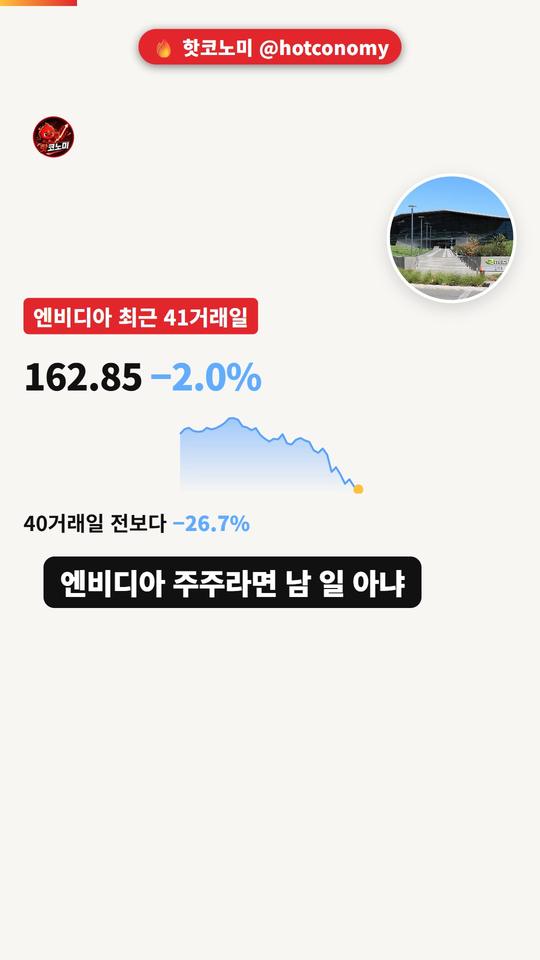 핫코노미 @hotconomy
핫코노미
엔비디아 최근 41거래일
162.85 −2.0%
40거래일 전보다 −26.7%
엔비디아 주주라면 남 일 아냐